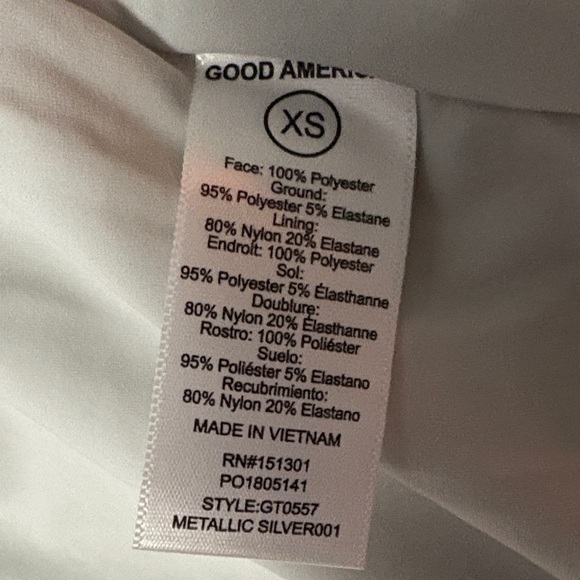 GOOD
XS
Face: 100% Polyester
Ground:
95% Polyester 5% Elastane
Lining:
80% Nylon 20% Elastane
Endroit: 100% Polyester
Sol:
95% Polyester 5% Élasthanne
Doublure:
80% Nylon 20% Élasthanne
Rostro: 100% Poliéster
Suelo:
95% Poliéster 5% Elastano
Recubrimiento:
80% Nylon 20% Elastano
MADE IN VIETNAM
RN#151301
PO1805141
STYLE:GT0557
METALLIC SILVER001